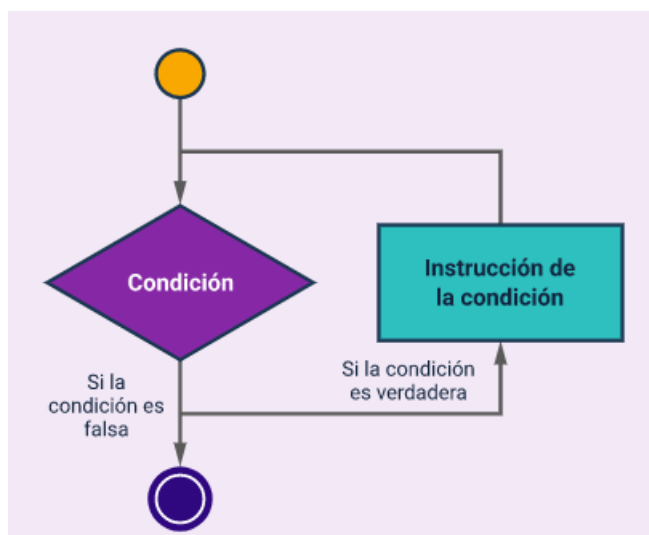 Condición
Instrucción de
la condición
Si la
condición es
falsa
Si la condición
es verdadera